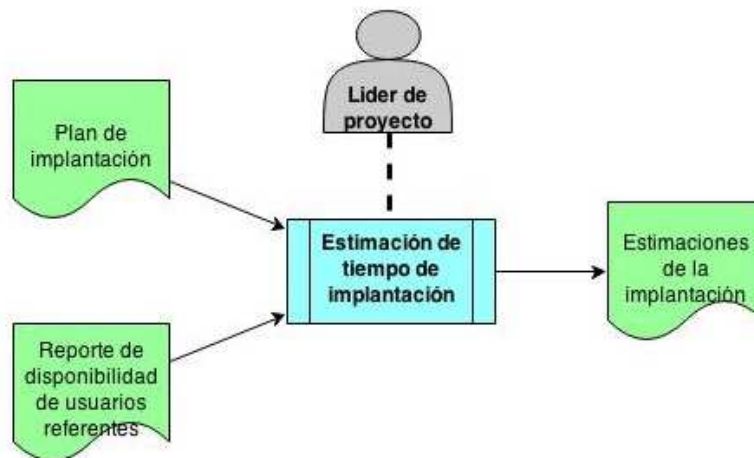 Lider de
proyecto
Plan de
implantación
Estimación de
tiempo de
implantación
Estimaciones
de la
implantación
Reporte de
disponibilidad
de usuarios
referentes